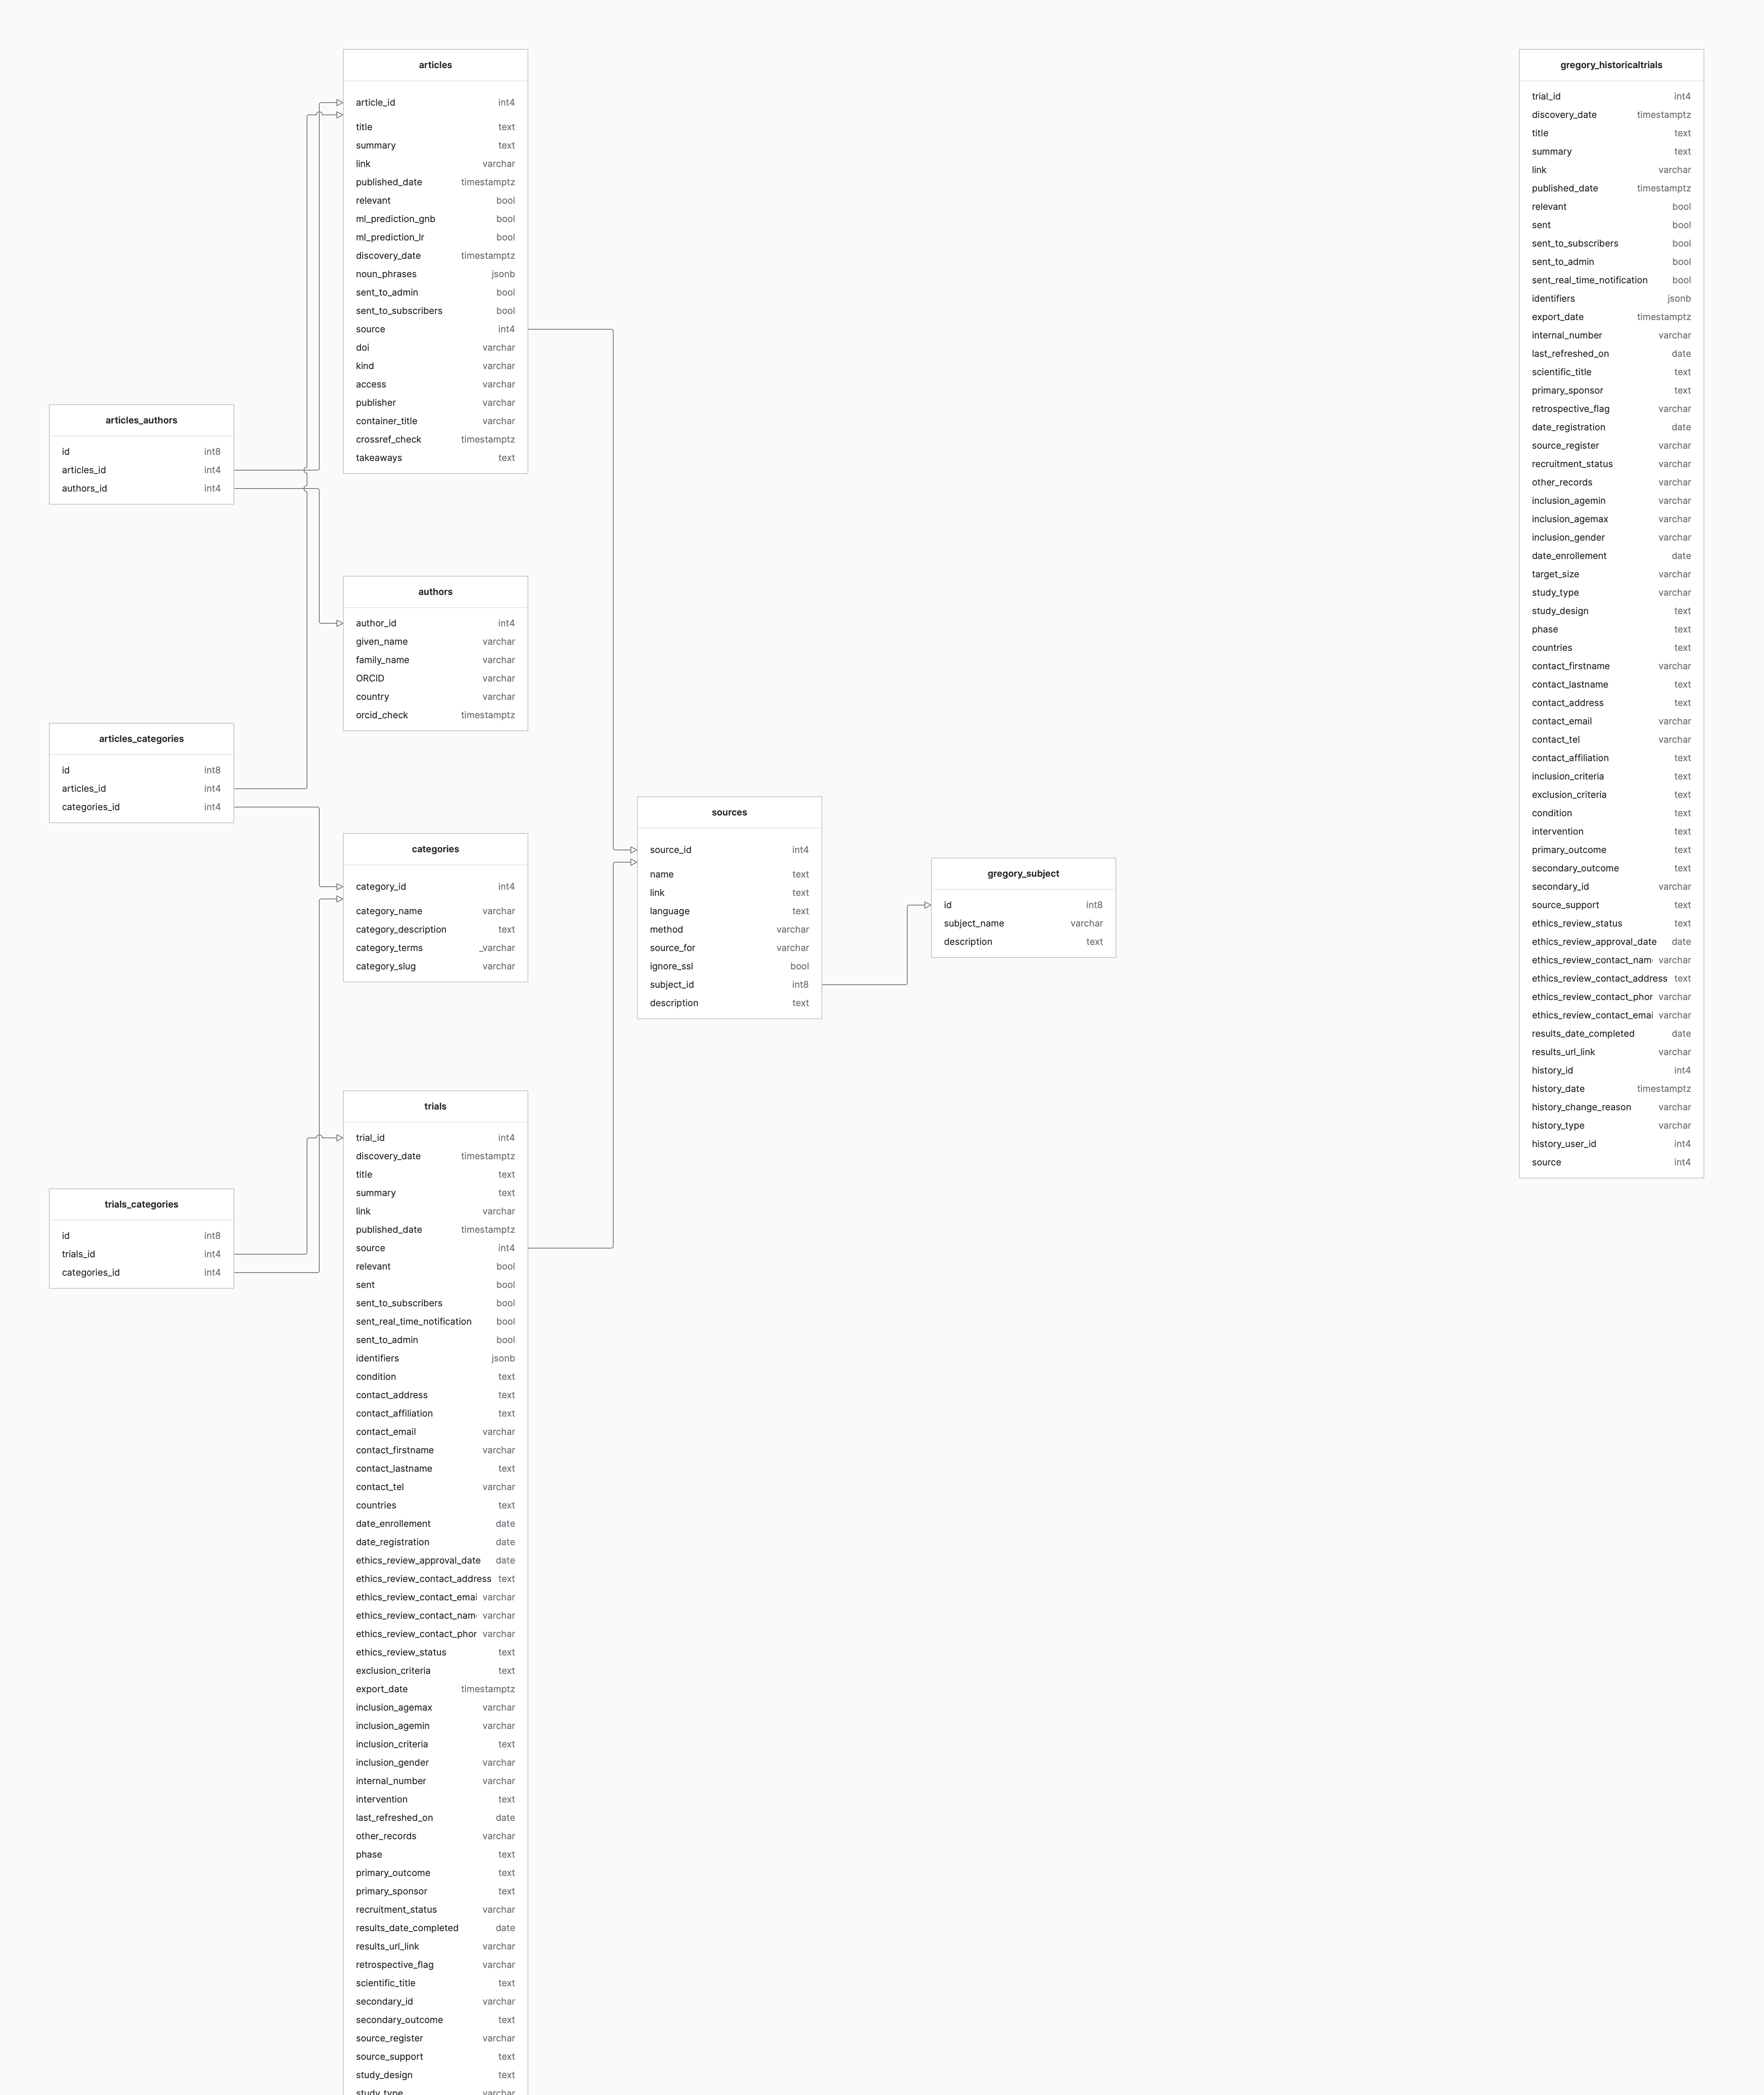 articles
article_id int4
title text
summary text
link varchar
published_date timestamptz
relevant bool
ml_prediction_gnb bool
ml_prediction_lr bool
discovery_date timestamptz
noun_phrases jsonb
sent_to_admin bool
sent_to_subscribers bool
source int4
doi varchar
kind varchar
access varchar
publisher varchar
container_title varchar
crossref_check timestamptz
takeaways text
articles_authors
id int8
articles_id int4
authors_id int4
authors
author_id int4
given_name varchar
family_name varchar
ORCID varchar
country varchar
orcid_check timestamptz
articles_categories
id int8
articles_id int4
categories_id int4
categories
category_id int4
category_name varchar
category_description text
category_terms _varchar
category_slug varchar
sources
source_id int4
name text
link text
language text
method varchar
source_for varchar
ignore_ssl bool
subject_id int8
description text
gregory_subject
id int8
subject_name varchar
description text
trials_categories
id int8
trials_id int4
categories_id int4
trials
trial_id int4
discovery_date timestamptz
title text
summary text
link varchar
published_date timestamptz
source int4
relevant bool
sent bool
sent_to_subscribers bool
sent_real_time_notification bool
sent_to_admin bool
identifiers jsonb
condition text
contact_address text
contact_affiliation text
contact_email varchar
contact_firstname varchar
contact_lastname text
contact_tel varchar
countries text
date_enrollement date
date_registration date
ethics_review_approval_date date
ethics_review_contact_address text
ethics_review_contact_emai varchar
ethics_review_contact_nam varchar
ethics_review_contact_phor varchar
ethics_review_status text
exclusion_criteria text
export_date timestamptz
inclusion_agemax varchar
inclusion_agemin varchar
inclusion_criteria text
inclusion_gender varchar
internal_number varchar
intervention text
last_refreshed_on date
other_records varchar
phase text
primary_outcome text
primary_sponsor text
recruitment_status varchar
results_date_completed date
results_url_link varchar
retrospective_flag varchar
scientific_title text
secondary_id varchar
secondary_outcome text
source_register varchar
source_support text
study_design text
study_type varchar
gregory_historicaltrials
trial_id int4
discovery_date timestamptz
title text
summary text
link varchar
published_date timestamptz
relevant bool
sent bool
sent_to_subscribers bool
sent_to_admin bool
sent_real_time_notification bool
identifiers jsonb
export_date timestamptz
internal_number varchar
last_refreshed_on date
scientific_title text
primary_sponsor text
retrospective_flag varchar
date_registration date
source_register varchar
recruitment_status varchar
other_records varchar
inclusion_agemin varchar
inclusion_agemax varchar
inclusion_gender varchar
date_enrollement date
target_size varchar
study_type varchar
study_design text
phase text
countries text
contact_firstname varchar
contact_lastname text
contact_address text
contact_email varchar
contact_tel varchar
contact_affiliation text
inclusion_criteria text
exclusion_criteria text
condition text
intervention text
primary_outcome text
secondary_outcome text
secondary_id varchar
source_support text
ethics_review_status text
ethics_review_approval_date date
ethics_review_contact_nam varchar
ethics_review_contact_address text
ethics_review_contact_phor varchar
ethics_review_contact_emai varchar
results_date_completed date
results_url_link varchar
history_id int4
history_date timestamptz
history_change_reason varchar
history_type varchar
history_user_id int4
source int4